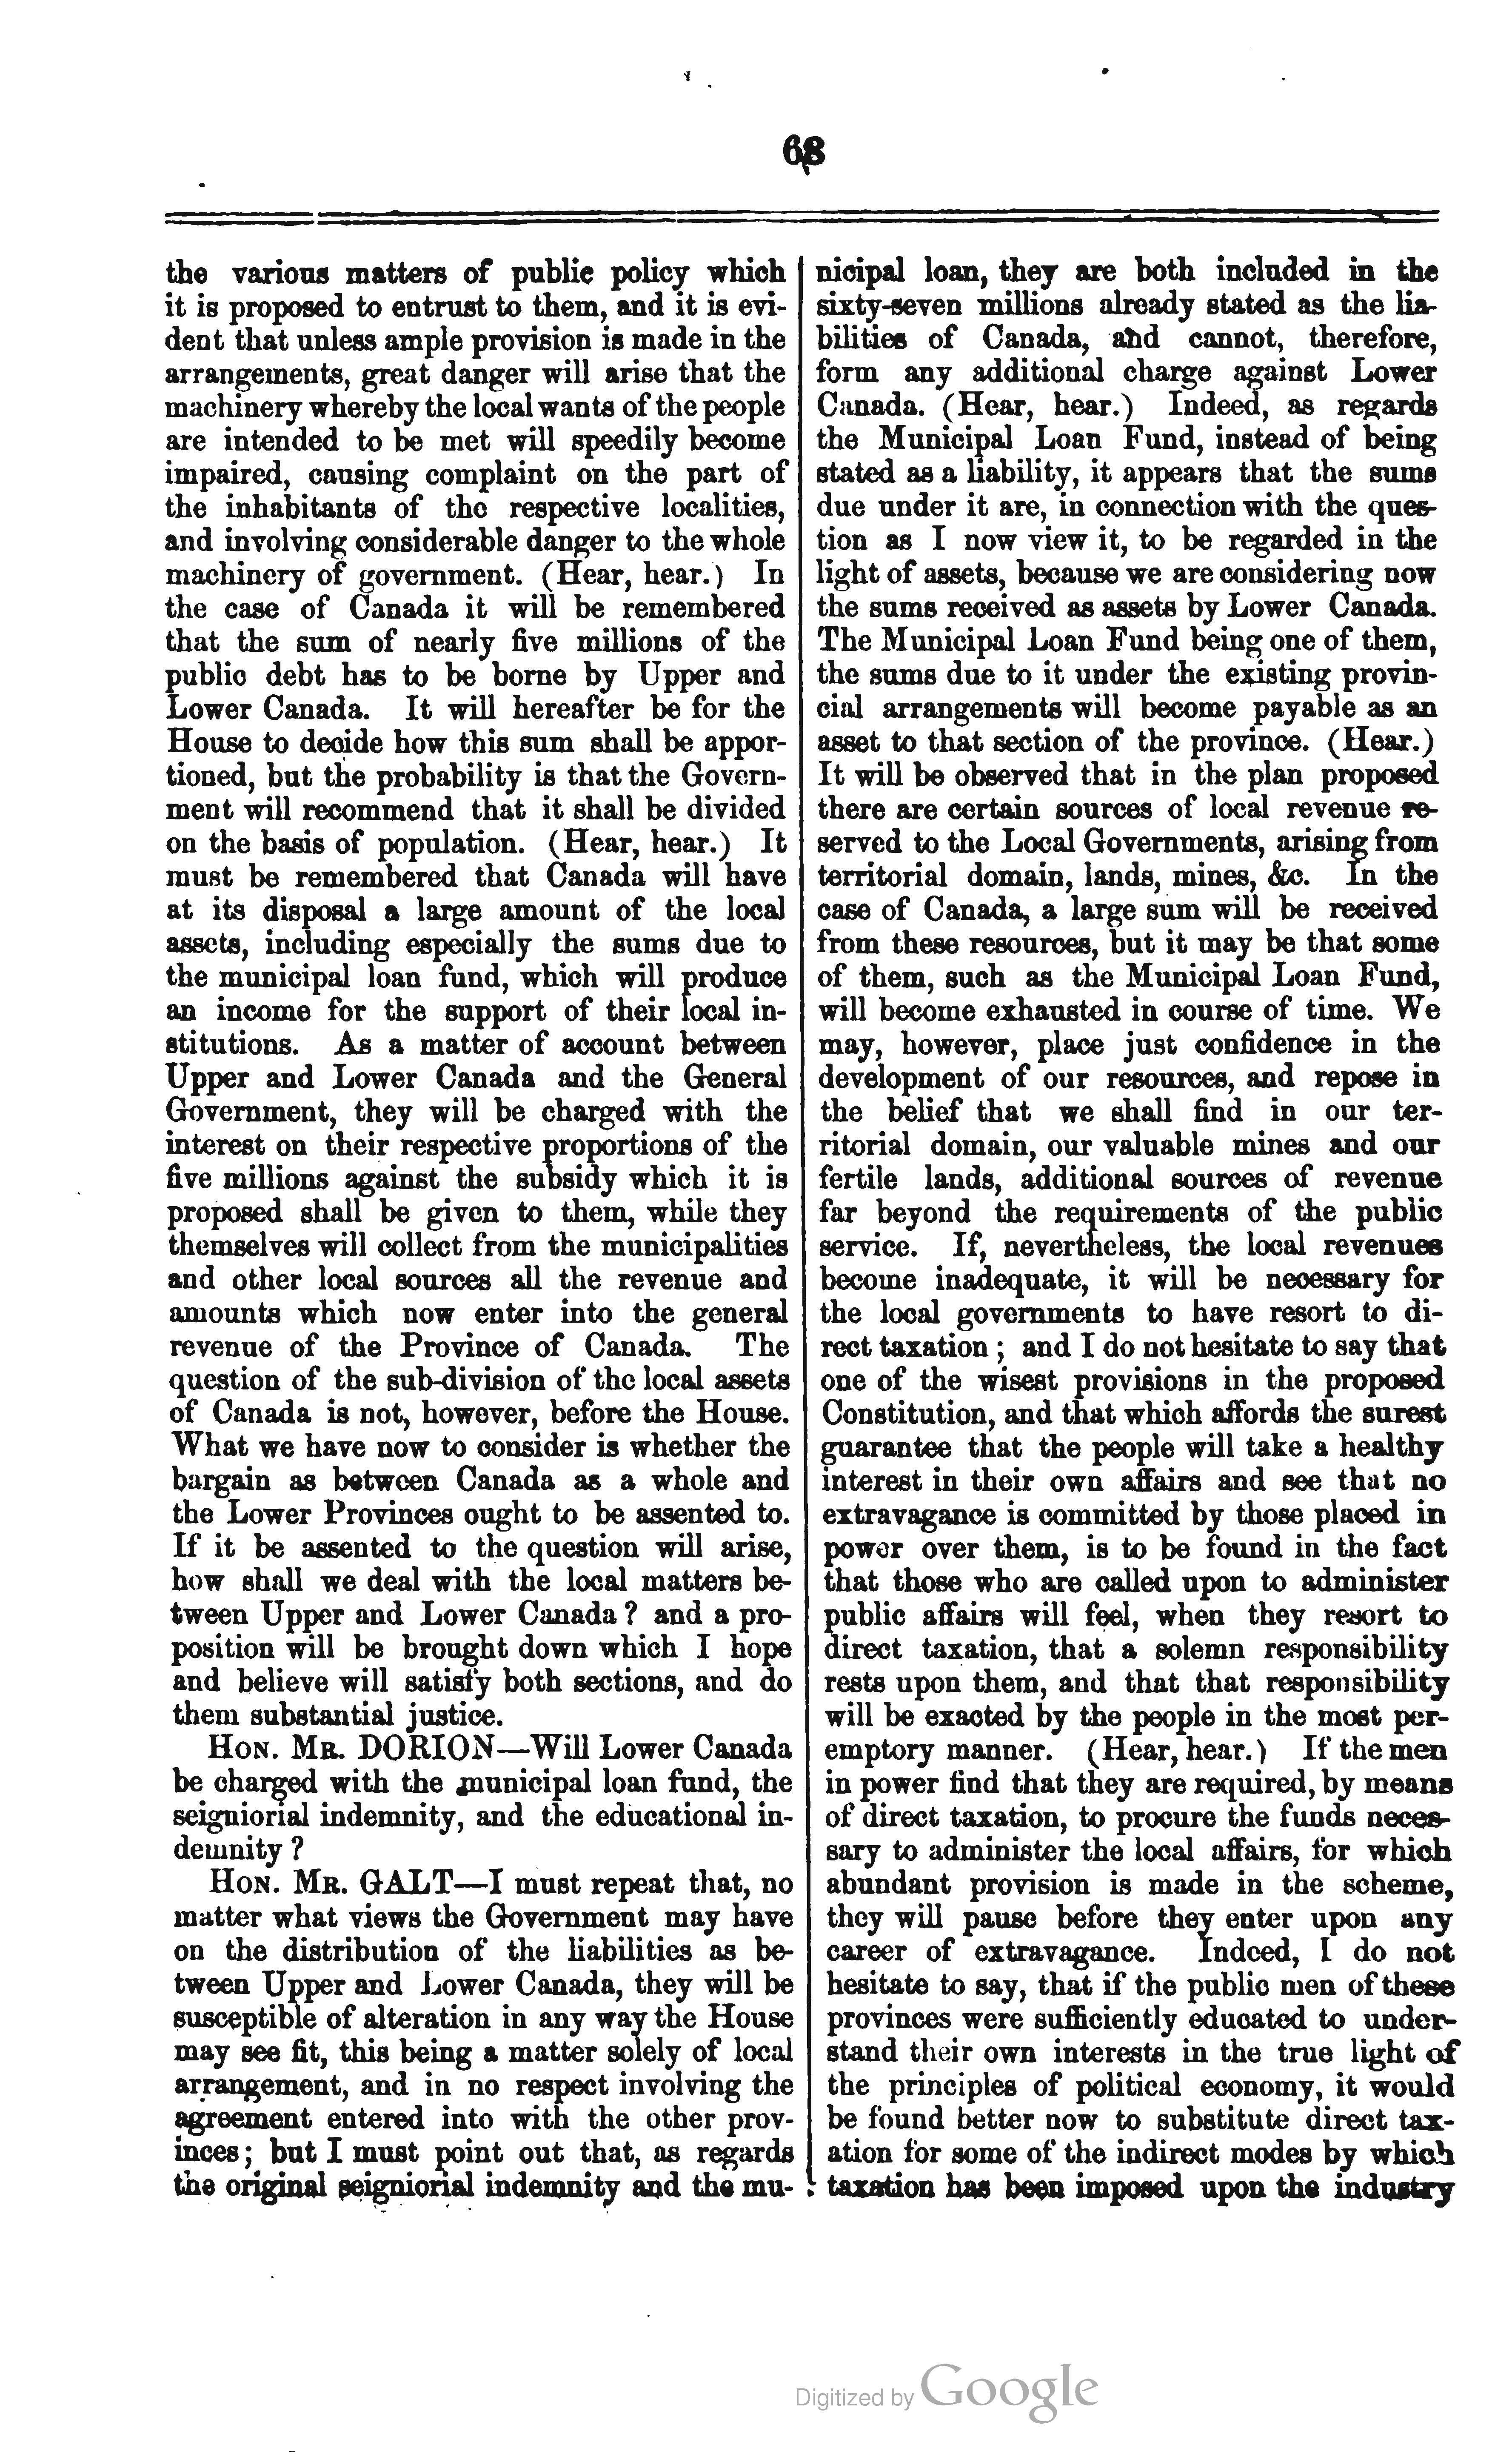 68
the various matters of public policy which
it is proposed to entrust to them, and it is evi-
dent that unless ample provision is made in the
arrangements, great danger will arise that the
machinery whereby the local wants of the people
are intended to be met will speedily become
impaired, causing complaint on the part of
the inhabitants of the respective localities,
and involving considerable danger to the whole
machinery of government. (Hear, hear.) In
the case of Canada it will be remembered
that the sum of nearly five millions of the
public debt has to be borne by Upper and
Lower Canada. It will hereafter be for the
House to decide how this sum shall be appor-
tioned, but the probability is that the Govern-
ment will recommend that it shall be divided
on the basis of population. (Hear, hear.) It
must be remembered that Canada will have
at its disposal a large amount of the local
assets, including especially the sums due to
the municipal loan fund, which will produce
an income for the support of their local in-
stitutions. As a matter of account between
Upper and Lower Canada and the General
Government, they will be charged with the
interest on their respective proportions of the
five millions against the subsidy which it is
proposed shall be given to them, while they
themselves will collect from the municipalities
and other local sources all the revenue and
amounts which now enter into the general
revenue of the Province of Canada. The
question of the sub-division of the local assets
of Canada is not, however, before the House.
What we have now to consider is whether the
bargain as between Canada as a whole and
the Lower Provinces ought to be assented to.
If it be assented to the question will arise,
how shall we deal with the local matters be-
tween Upper and Lower Canada? and a pro-
position will be brought down which I hope
and believe will satisfy both sections, and do
them substantial justice.
HON. MR. DORION—Will Lower Canada
be charged with the municipal loan fund, the
seigniorial indemnity, and the educational in-
demnity?
HON. MR. GALT—I must repeat that, no
matter what views the Government may have
on the distribution of the liabilities as be-
tween Upper and Lower Canada, they will be
susceptible of alteration in any way the House
may see fit, this being a matter solely of local
arrangement, and in no respect involving the
agreement entered into with the other prov-
inces; but I must point out that, as regards
the original seigniorial indemnity and the mu-
nicipal loan, they are both included in the
sixty-seven millions already stated as the lia-
bilities of Canada, and cannot, therefore,
form any additional charge against Lower
Canada. (Hear, hear.) Indeed, as regards
the Municipal Loan Fund, instead of being
stated as a liability, it appears that the sums
due under it are, in connection with the ques-
tion as I now view it, to be regarded in the
light of assets, because we are considering now
the sums received as assets by Lower Canada.
The Municipal Loan Fund being one of them,
the sums due to it under the existing provin-
cial arrangements will become payable as an
asset to that section of the province. (Hear.)
It will be observed that in the plan proposed
there are certain sources of local revenue re-
served to the Local Governments, arising from
territorial domain, lands, mines, &c. In the
case of Canada, a large sum will be received
from these resources, but it may be that some
of them, such as the Municipal Loan Fund,
will become exhausted in course of time. We
may, however, place just confidence in the
development of our resources, and repose in
the belief that we shall find in our ter-
ritorial domain, our valuable mines and our
fertile lands, additional sources of revenue
far beyond the requirements of the public
service. If, nevertheless, the local revenues
become inadequate, it will be necessary for
the local governments to have resort to di-
rect taxation; and I do not hesitate to say that
one of the wisest provisions in the proposed
Constitution, and that which affords the surest
guarantee that the people will take a healthy
interest in their own affairs and see that no
extravagance is committed by those placed in
power over them, is to be found in the fact
that those who are called upon to administer
public affairs will feel, when they resort to
direct taxation, that a solemn responsibility
rests upon them, and that that responsibility
will be exacted by the people in the most per-
emptory manner. (Hear, hear.) If the men
in power find that they are required, by means
of direct taxation, to procure the funds neces-
sary to administer the local affairs, for which
abundant provision is made in the scheme,
they will pause before they enter upon any
career of extravagance. Indeed, I do not
hesitate to say, that if the public men of these
provinces were sufficiently educated to under-
stand their own interests in the true light of
the principles of political economy, it would
be found better now to substitute direct tax-
ation for some of the indirect modes by which
taxation has been imposed upon the industry
Digitized by Google